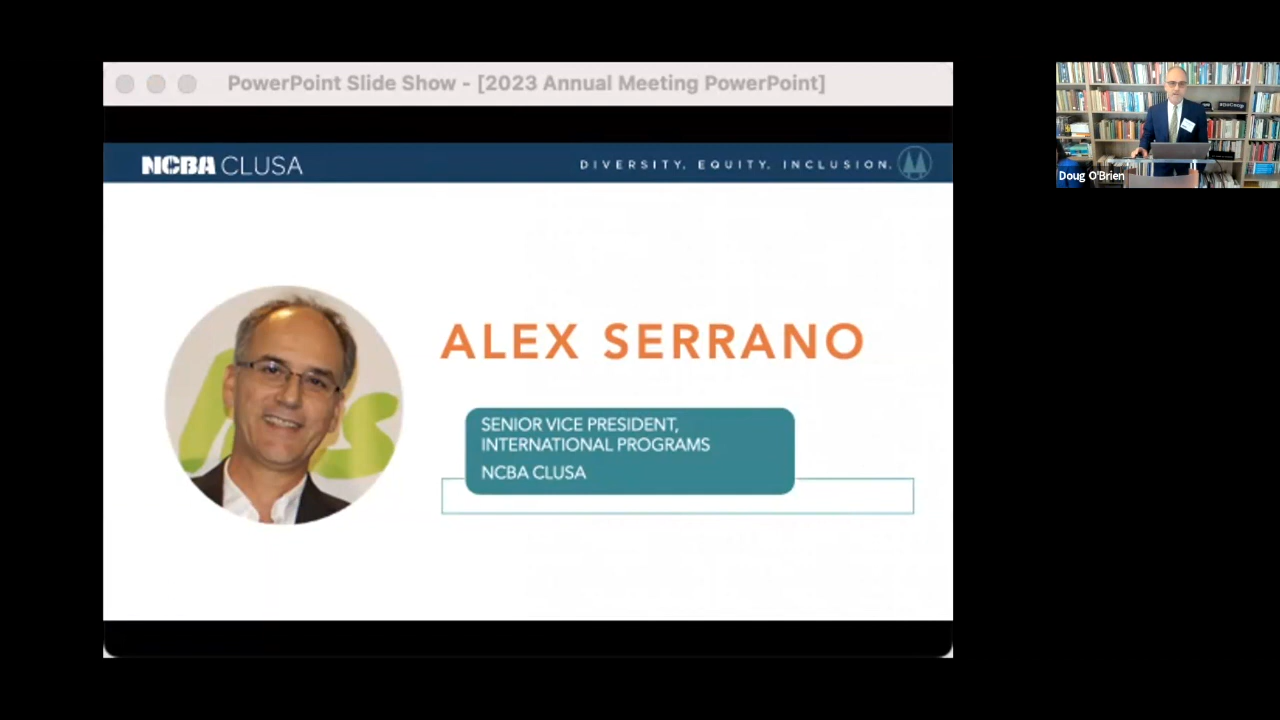 PowerPoint Slide Show - [2023 Annual Meeting PowerPoint]
NCBA CLUSA
DIVERSITY. EQUITY. INCLUSION.
ALEX SERRANO
SENIOR VICE PRESIDENT,
INTERNATIONAL PROGRAMS
NCBA CLUSA
Doug O'Brien